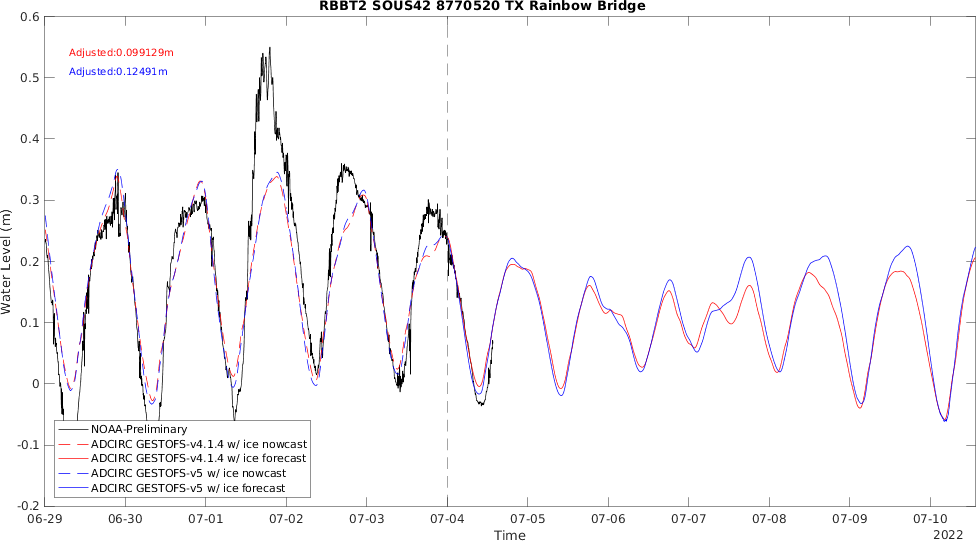 RBBT2 SOUS42 8770520 TX Rainbow Bridge
Adjusted:0.099129m
Adjusted:0.12491m
Water Level (m)
0.6
0.5
0.4
0.3
0.2
0.1
0
-0.1
-0.2
NOAA-Preliminary
ADCIRC GESTOFS-v4.1.4 w/ ice nowcast
ADCIRC GESTOFS-v4.1.4 w/ ice forecast
ADCIRC GESTOFS-v5 w/ ice nowcast
ADCIRC GESTOFS-v5 w/ ice forecast
06-29 06-30 07-01 07-02 07-03 07-04 07-05 07-06 07-07 07-08 07-09 07-10
Time
2022